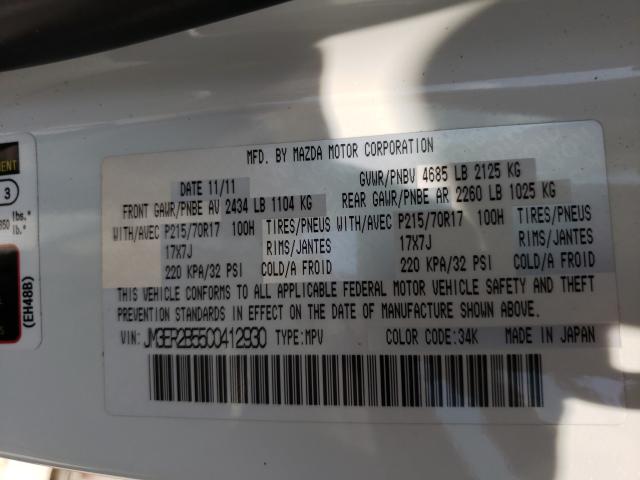 MFD. BY MAZDA MOTOR CORPORATION
DATE 11/11 GVWR/PNBV 4685 LB 2125 KG
FRONT GAWR/PNBE AV 2434 LB 1104 KG REAR GAWR/PNBE AR 2260 LB 1025 KG
WITH/AVEC P215/70R17 100H TIRES/PNEUS WITH/AVEC P215/70R17 100H TIRES/PNEUS
17X7J RIMS/JANTES 17X7J RIMS/JANTES
220 KPA/32 PSI COLD/A FROID 220 KPA/32 PSI COLD/A FROID
THIS VEHICLE CONFORMS TO ALL APPLICABLE FEDERAL MOTOR VEHICLE SAFETY AND THEFT
PREVENTION STANDARDS IN EFFECT ON THE DATE OF MANUFACTURE SHOWN ABOVE.
VIN: JM3ER2B55C0412930 TYPE:MPV COLOR CODE:34K MADE IN JAPAN
3
lbs.*
lb.*
(EH48B)